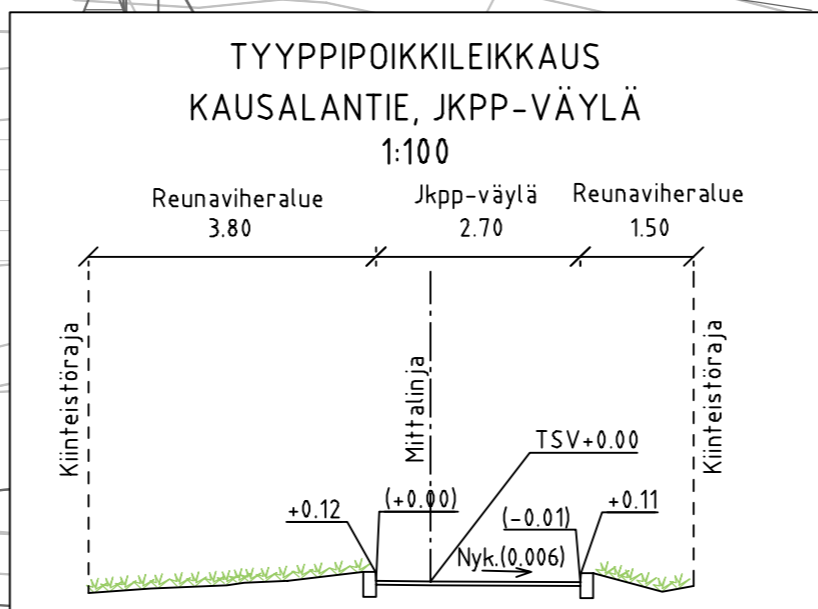 TYYPPIPOIKKILEIKKAUS
KAUSALANTIE, JKPP-VÄYLÄ
1:100
Reunaviheralue Jkpp-väylä Reunaviheralue
3.80 2.70 1.50
Kiinteistöraja
Mittalinja
Kiinteistöraja
TSV+0.00
+0.12 (+0.00) (-0.01) +0.11
Nyk.(0.006)